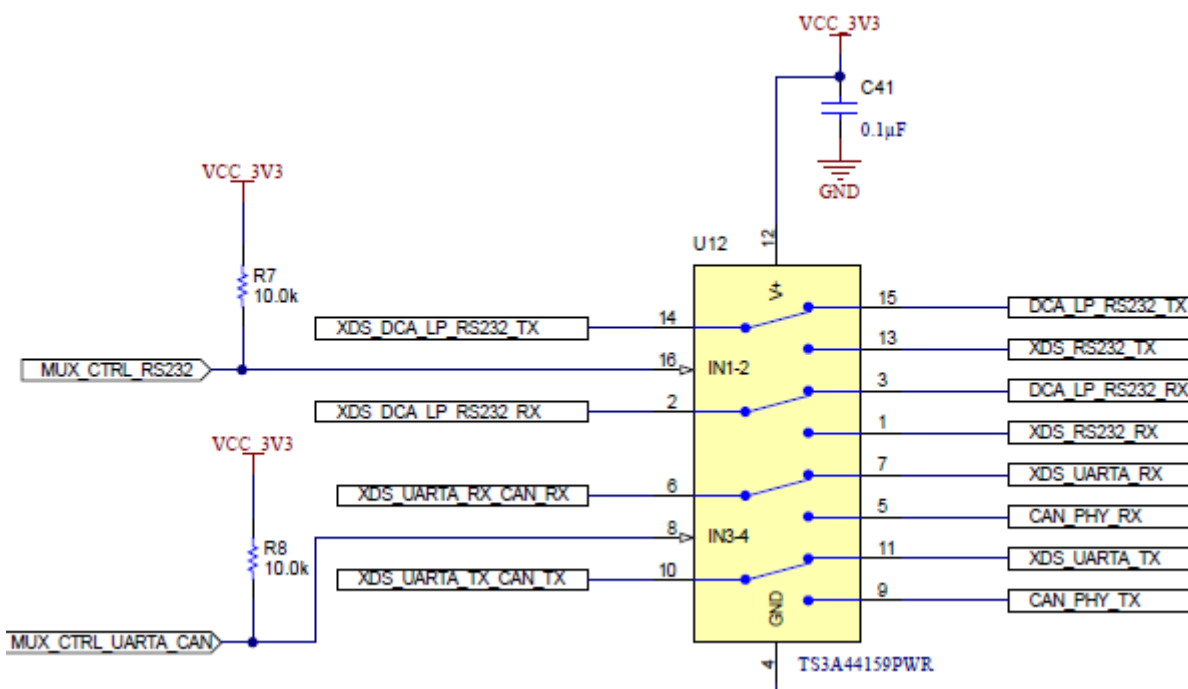 VCC_3V3
C41
0.1µF
GND
VCC_3V3
R7
10.0k
MUX_CTRL_RS232
VCC_3V3
R8
10.0k
MUX_CTRL_UARTA_CAN
U12
12
V+
XDS_DCA_LP_RS232_TX 14 15 DCA_LP_RS232_TX
13 XDS_RS232_TX
16 IN1-2
XDS_DCA_LP_RS232_RX 2 3 DCA_LP_RS232_RX
1 XDS_RS232_RX
XDS_UARTA_RX_CAN_RX 6 7 XDS_UARTA_RX
5 CAN_PHY_RX
8 IN3-4
XDS_UARTA_TX_CAN_TX 10 11 XDS_UARTA_TX
9 CAN_PHY_TX
GND
4
TS3A44159PWR